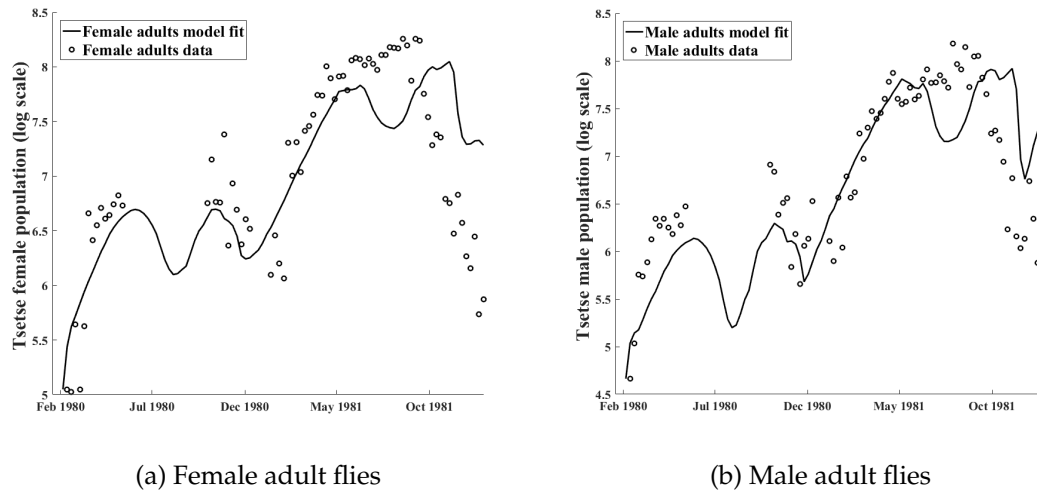 Female adults model fit
Female adults data
Tsetse female population (log scale)
8.5
8
7.5
7
6.5
6
5.5
5
Feb 1980 Jul 1980 Dec 1980 May 1981 Oct 1981
(a) Female adult flies
Male adults model fit
Male adults data
Tsetse male population (log scale)
8.5
8
7.5
7
6.5
6
5.5
5
4.5
Feb 1980 Jul 1980 Dec 1980 May 1981 Oct 1981
(b) Male adult flies